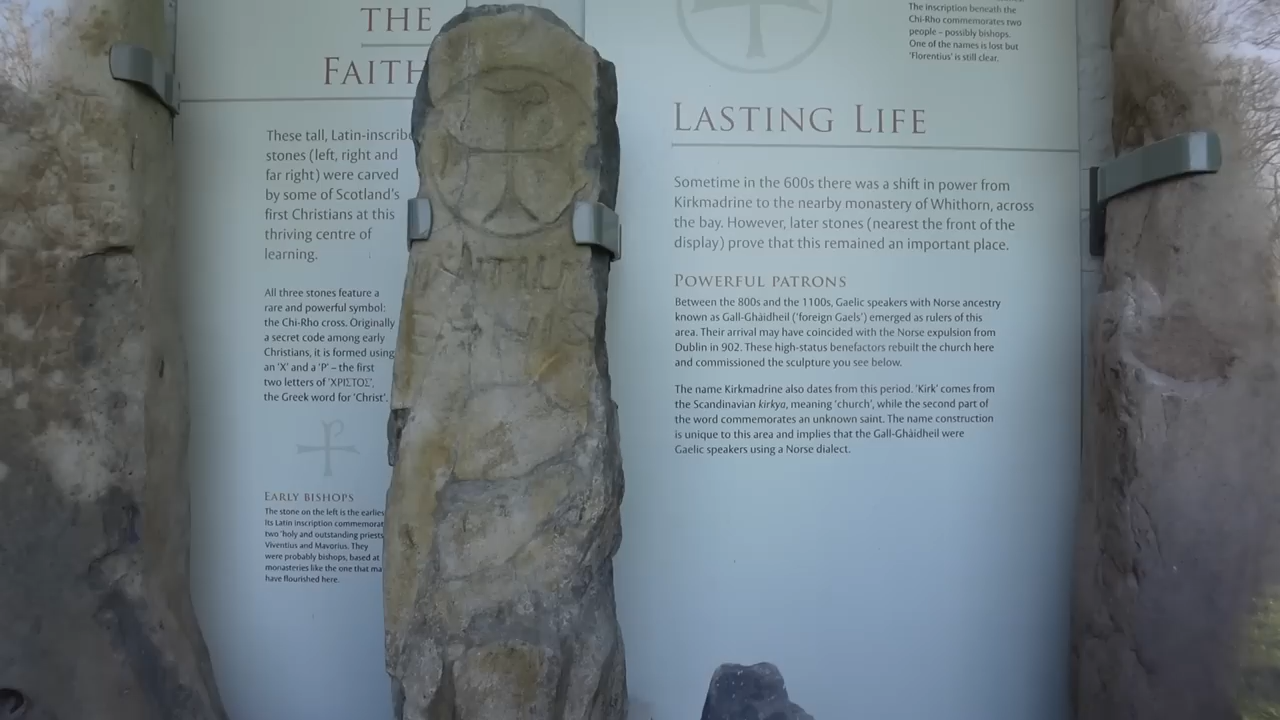 THE
FAITH
These tall, Latin-inscribe
stones (left, right and
far right) were carved
by some of Scotland's
first Christians at this
thriving centre of
learning.
All three stones feature a
rare and powerful symbol:
the Chi-Rho cross. Originally
a secret code among early
Christians, it is formed using
an 'X' and a 'P' – the first
two letters of 'ΧΡΙΣΤΟΣ',
the Greek word for 'Christ'.
EARLY BISHOPS
The stone on the left is the earlies
Its Latin inscription commemorat
two 'holy and outstanding priests
Viventius and Mavorius. They
were probably bishops, based at
monasteries like the one that ma
have flourished here.
The inscription beneath the
Chi-Rho commemorates two
people – possibly bishops.
One of the names is lost but
'Florentius' is still clear.
LASTING LIFE
Sometime in the 600s there was a shift in power from
Kirkmadrine to the nearby monastery of Whithorn, across
the bay. However, later stones (nearest the front of the
display) prove that this remained an important place.
POWERFUL PATRONS
Between the 800s and the 1100s, Gaelic speakers with Norse ancestry
known as Gall-Ghàidheil ('foreign Gaels') emerged as rulers of this
area. Their arrival may have coincided with the Norse expulsion from
Dublin in 902. These high-status benefactors rebuilt the church here
and commissioned the sculpture you see below.
The name Kirkmadrine also dates from this period. 'Kirk' comes from
the Scandinavian kirkya, meaning 'church', while the second part of
the word commemorates an unknown saint. The name construction
is unique to this area and implies that the Gall-Ghàidheil were
Gaelic speakers using a Norse dialect.